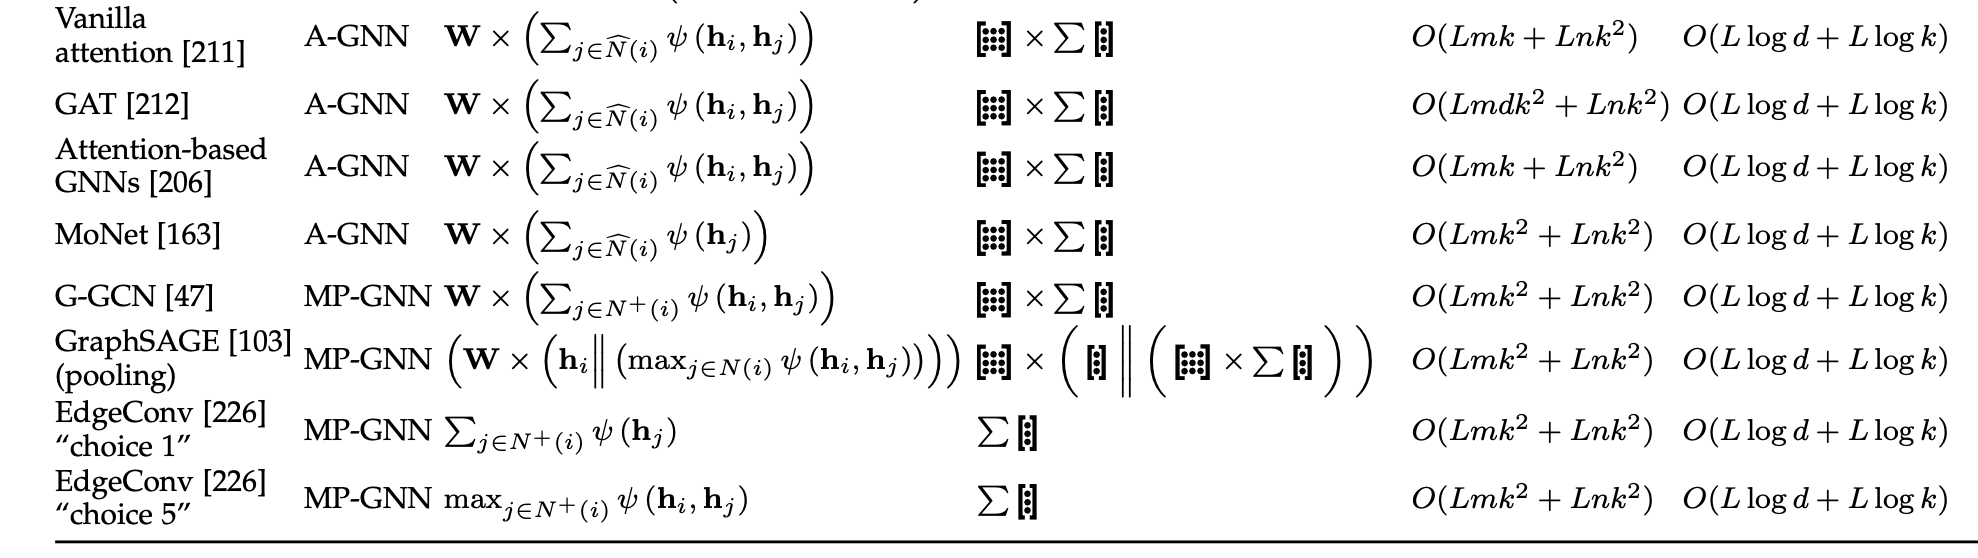 Vanilla attention [211] A-GNN W × (∑_{j∈N̂(i)} ψ (h_i, h_j)) [⠿] × ∑ [⁝] O(Lmk + Lnk²) O(L log d + L log k)
GAT [212] A-GNN W × (∑_{j∈N̂(i)} ψ (h_i, h_j)) [⠿] × ∑ [⁝] O(Lmdk² + Lnk²) O(L log d + L log k)
Attention-based GNNs [206] A-GNN W × (∑_{j∈N̂(i)} ψ (h_i, h_j)) [⠿] × ∑ [⁝] O(Lmk + Lnk²) O(L log d + L log k)
MoNet [163] A-GNN W × (∑_{j∈N̂(i)} ψ (h_j)) [⠿] × ∑ [⁝] O(Lmk² + Lnk²) O(L log d + L log k)
G-GCN [47] MP-GNN W × (∑_{j∈N⁺(i)} ψ (h_i, h_j)) [⠿] × ∑ [⁝] O(Lmk² + Lnk²) O(L log d + L log k)
GraphSAGE [103] (pooling) MP-GNN (W × (h_i ‖ (max_{j∈N(i)} ψ (h_i, h_j)))) [⠿] × ([⁝] ‖ ([⠿] × ∑ [⁝])) O(Lmk² + Lnk²) O(L log d + L log k)
EdgeConv [226] “choice 1” MP-GNN ∑_{j∈N⁺(i)} ψ (h_j) ∑ [⁝] O(Lmk² + Lnk²) O(L log d + L log k)
EdgeConv [226] “choice 5” MP-GNN max_{j∈N⁺(i)} ψ (h_i, h_j) ∑ [⁝] O(Lmk² + Lnk²) O(L log d + L log k)